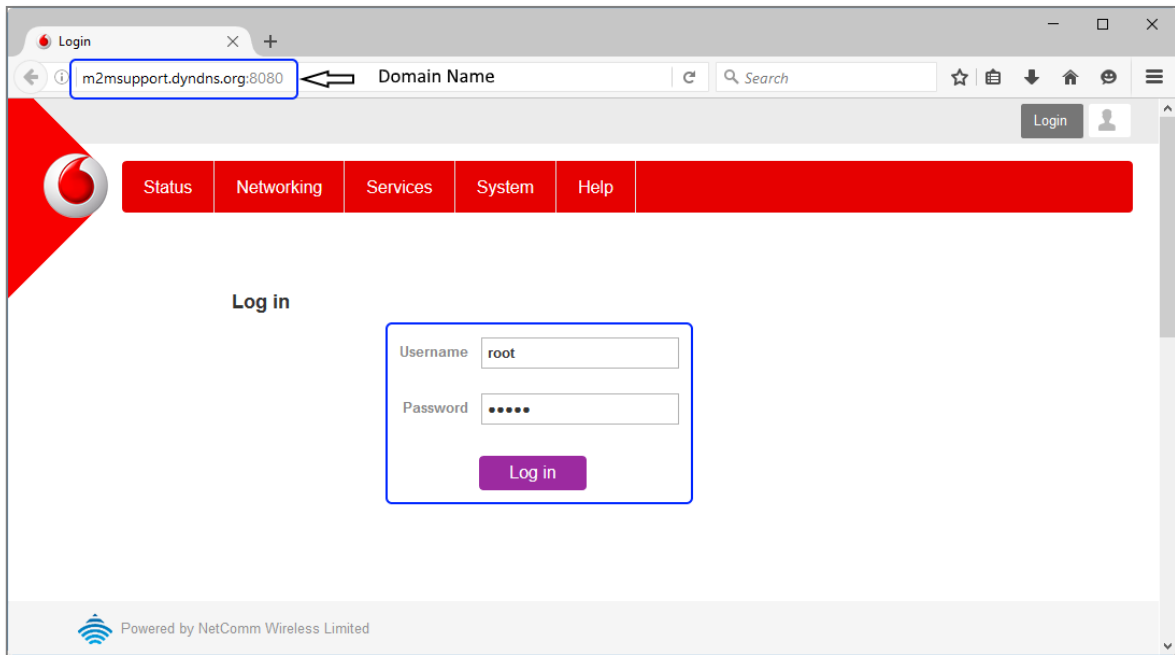 Login
m2msupport.dyndns.org:8080
Domain Name
Search
Login
Status Networking Services System Help
Log in
Username root
Password •••••
Log in
Powered by NetComm Wireless Limited